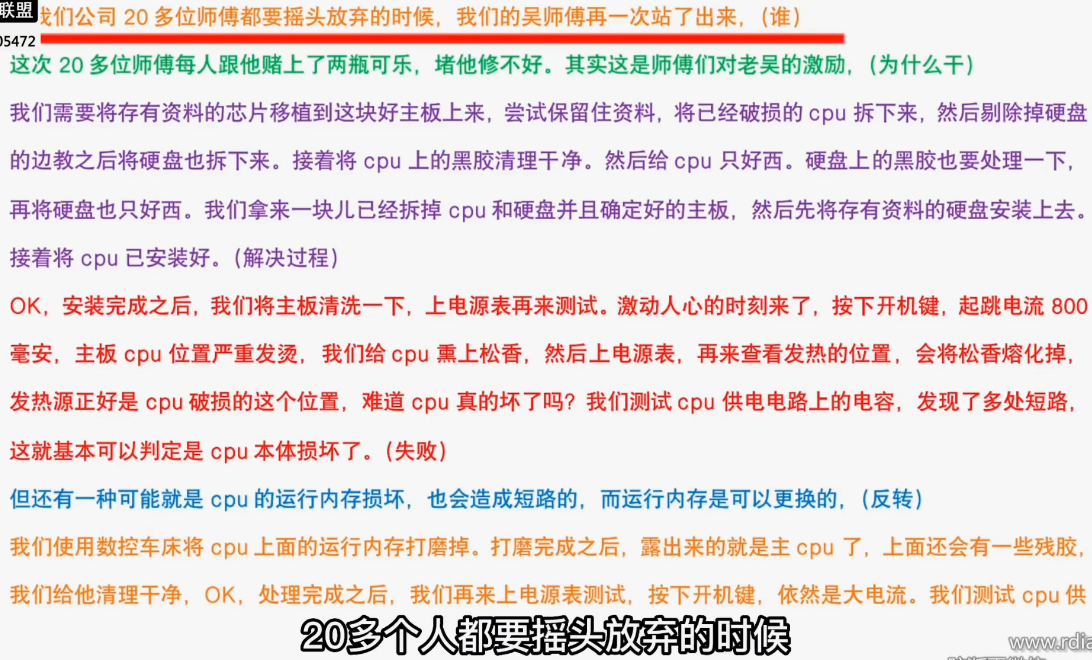 联盟
我们公司 20 多位师傅都要摇头放弃的时候，我们的吴师傅再一次站了出来，（谁）
05472
这次 20 多位师傅每人跟他赌上了两瓶可乐，堵他修不好。其实这是师傅们对老吴的激励，（为什么干）
我们需要将存有资料的芯片移植到这块好主板上来，尝试保留住资料，将已经破损的 cpu 拆下来，然后剔除掉硬盘
的边教之后将硬盘也拆下来。接着将 cpu 上的黑胶清理干净。然后给 cpu 只好西。硬盘上的黑胶也要处理一下，
再将硬盘也只好西。我们拿来一块儿已经拆掉 cpu 和硬盘并且确定好的主板，然后先将存有资料的硬盘安装上去。
接着将 cpu 已安装好。（解决过程）
OK，安装完成之后，我们将主板清洗一下，上电源表再来测试。激动人心的时刻来了，按下开机键，起跳电流 800
毫安，主板 cpu 位置严重发烫，我们给 cpu 熏上松香，然后上电源表，再来查看发热的位置，会将松香熔化掉，
发热源正好是 cpu 破损的这个位置，难道 cpu 真的坏了吗？我们测试 cpu 供电电路上的电容，发现了多处短路，
这就基本可以判定是 cpu 本体损坏了。（失败）
但还有一种可能就是 cpu 的运行内存损坏，也会造成短路的，而运行内存是可以更换的，（反转）
我们使用数控车床将 cpu 上面的运行内存打磨掉。打磨完成之后，露出来的就是主 cpu 了，上面还会有一些残胶，
我们给他清理干净，OK，处理完成之后，我们再来上电源表测试，按下开机键，依然是大电流。我们测试 cpu 供
20多个人都要摇头放弃的时候
www.rdia